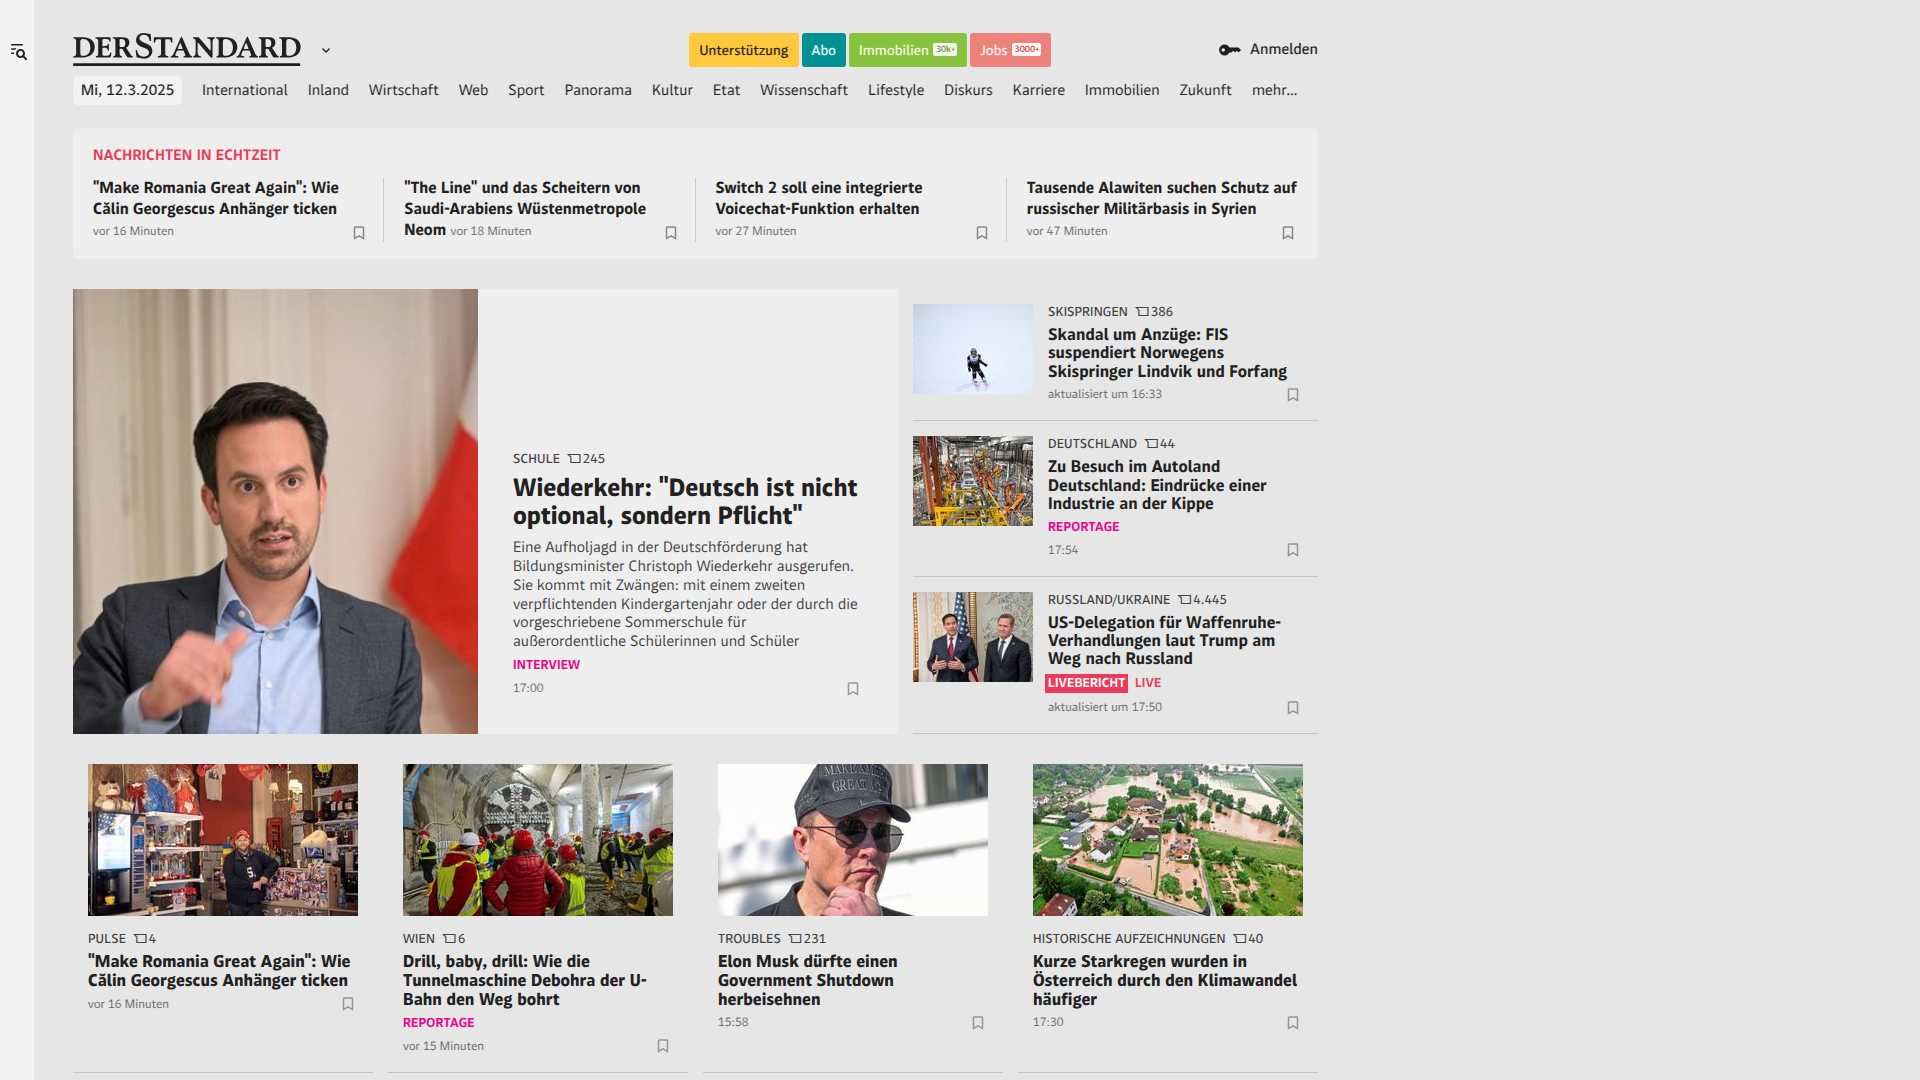 DERSTANDARD
Unterstützung
Abo
Immobilien 30k+
Jobs 3000+
Anmelden
Mi, 12.3.2025
International
Inland
Wirtschaft
Web
Sport
Panorama
Kultur
Etat
Wissenschaft
Lifestyle
Diskurs
Karriere
Immobilien
Zukunft
mehr...
NACHRICHTEN IN ECHTZEIT
"Make Romania Great Again": Wie
Călin Georgescus Anhänger ticken
vor 16 Minuten
"The Line" und das Scheitern von
Saudi-Arabiens Wüstenmetropole
Neom vor 18 Minuten
Switch 2 soll eine integrierte
Voicechat-Funktion erhalten
vor 27 Minuten
Tausende Alawiten suchen Schutz auf
russischer Militärbasis in Syrien
vor 47 Minuten
SCHULE 245
Wiederkehr: "Deutsch ist nicht
optional, sondern Pflicht"
Eine Aufholjagd in der Deutschförderung hat
Bildungsminister Christoph Wiederkehr ausgerufen.
Sie kommt mit Zwängen: mit einem zweiten
verpflichtenden Kindergartenjahr oder der durch die
vorgeschriebene Sommerschule für
außerordentliche Schülerinnen und Schüler
INTERVIEW
17:00
SKISPRINGEN 386
Skandal um Anzüge: FIS
suspendiert Norwegens
Skispringer Lindvik und Forfang
aktualisiert um 16:33
DEUTSCHLAND 44
Zu Besuch im Autoland
Deutschland: Eindrücke einer
Industrie an der Kippe
REPORTAGE
17:54
RUSSLAND/UKRAINE 4.445
US-Delegation für Waffenruhe-
Verhandlungen laut Trump am
Weg nach Russland
LIVEBERICHT LIVE
aktualisiert um 17:50
PULSE 4
"Make Romania Great Again": Wie
Călin Georgescus Anhänger ticken
vor 16 Minuten
WIEN 6
Drill, baby, drill: Wie die
Tunnelmaschine Debohra der U-
Bahn den Weg bohrt
REPORTAGE
vor 15 Minuten
TROUBLES 231
Elon Musk dürfte einen
Government Shutdown
herbeisehnen
15:58
HISTORISCHE AUFZEICHNUNGEN 40
Kurze Starkregen wurden in
Österreich durch den Klimawandel
häufiger
17:30